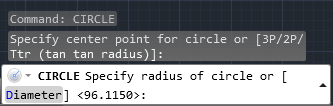 Command: CIRCLE
Specify center point for circle or [3P/2P/
Ttr (tan tan radius)]:
CIRCLE Specify radius of circle or [
Diameter] <96.1150>: